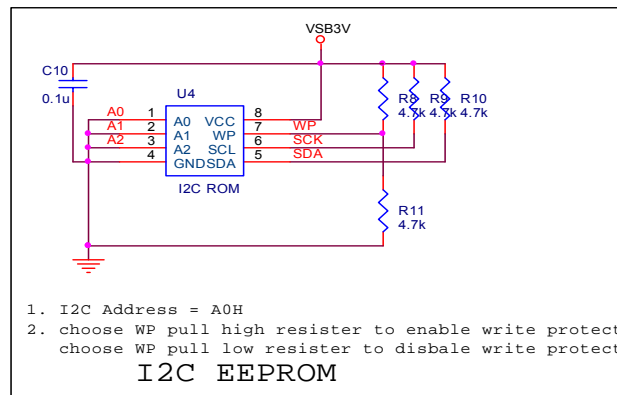 VSB3V
C10
0.1u
U4
A0 1 A0 VCC 8
A1 2 A1 WP 7 WP
A2 3 A2 SCL 6 SCK
4 GND SDA 5 SDA
I2C ROM
R8 R9 R10
4.7k 4.7k 4.7k
R11
4.7k
1. I2C Address = A0H
2. choose WP pull high resister to enable write protect
choose WP pull low resister to disbale write protect
I2C EEPROM